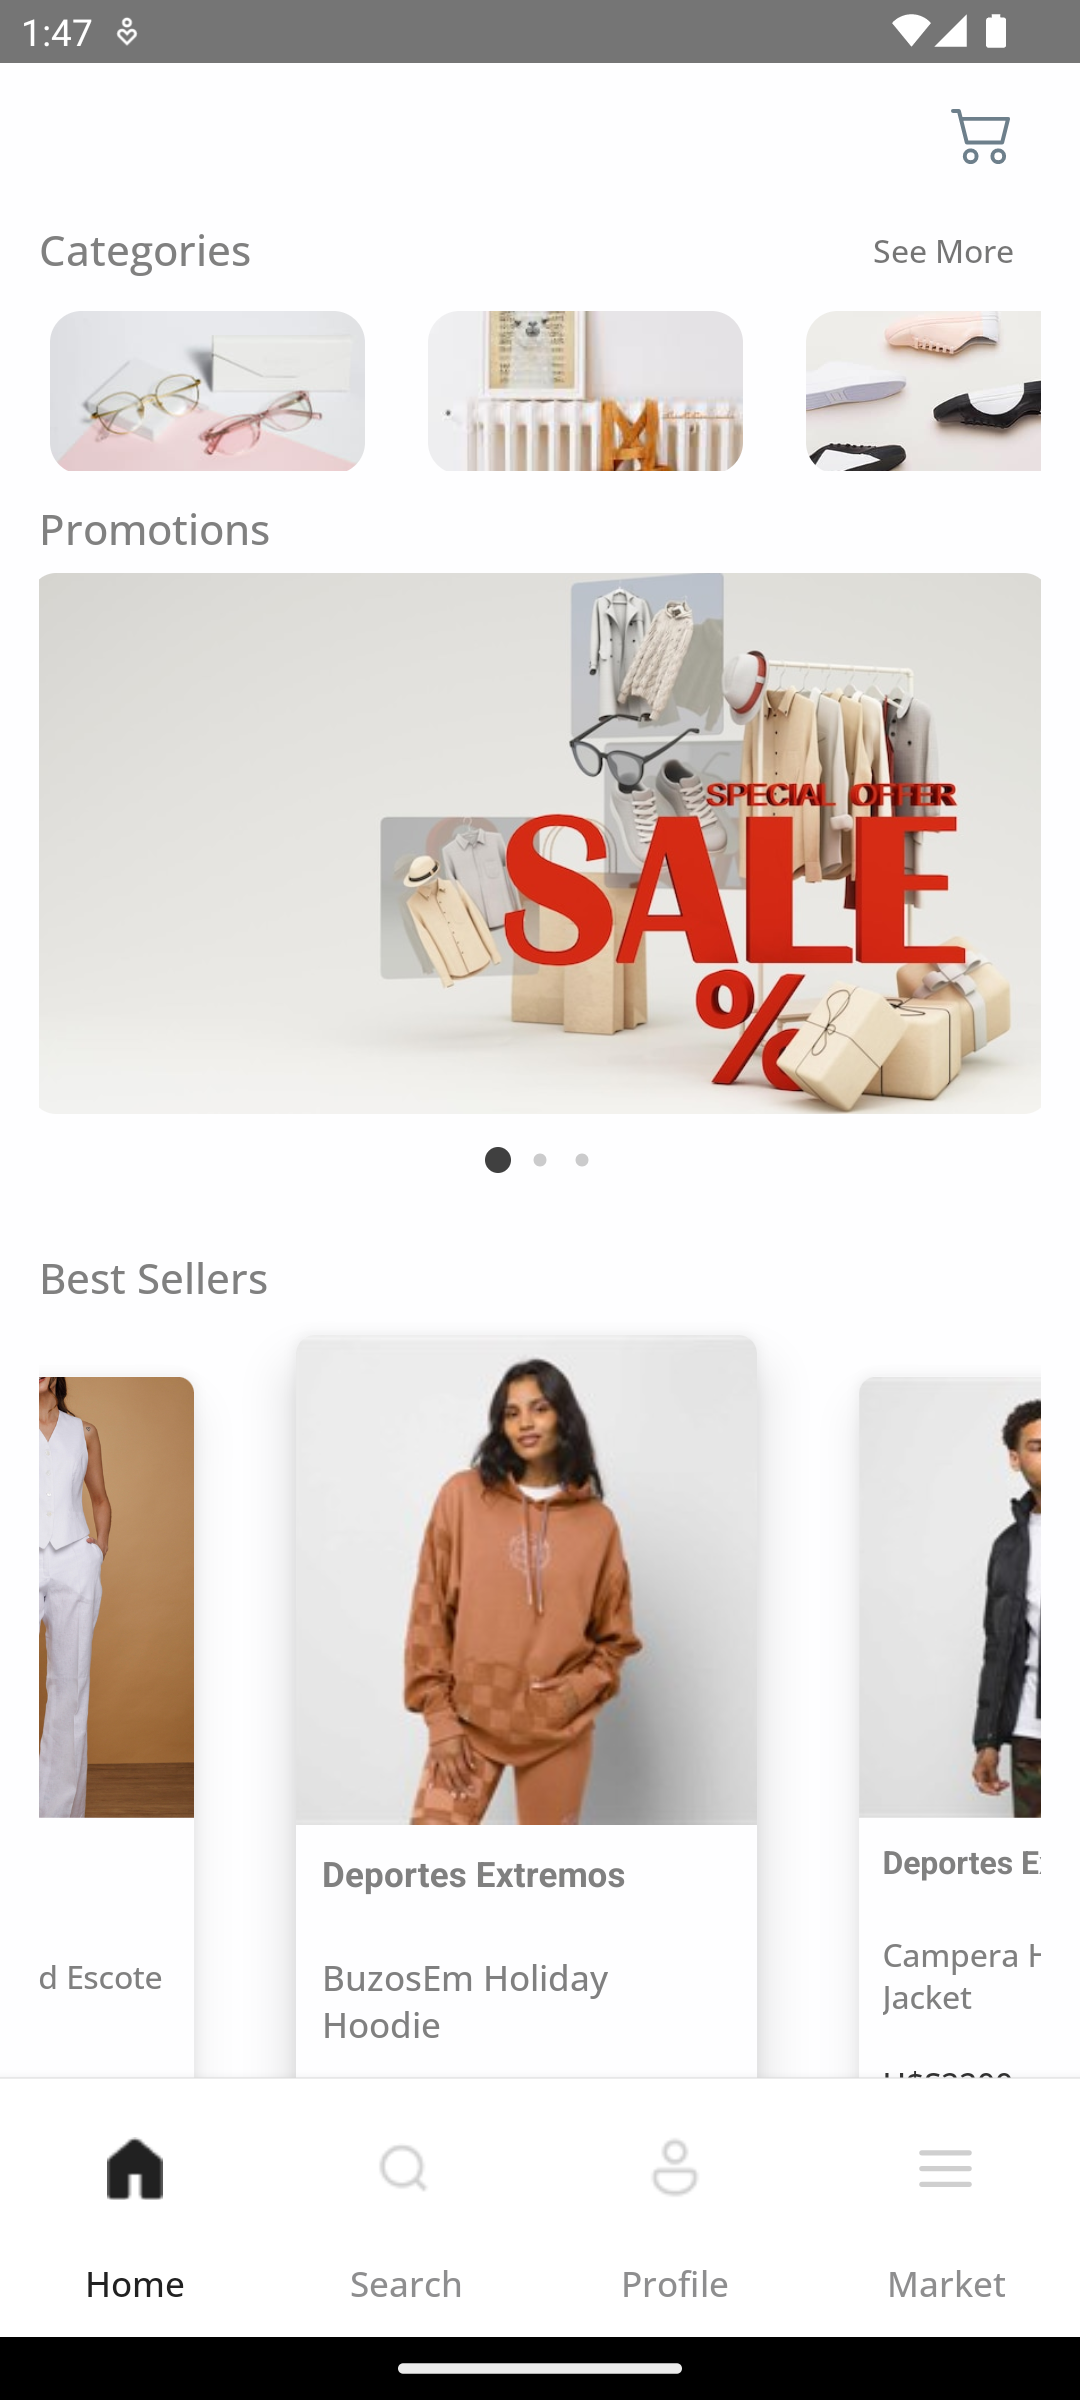 1:47
Categories
See More
Promotions
SPECIAL OFFER
SALE
%
Best Sellers
d Escote
Deportes Extremos
BuzosEm Holiday
Hoodie
Deportes E
Campera H
Jacket
Home
Search
Profile
Market